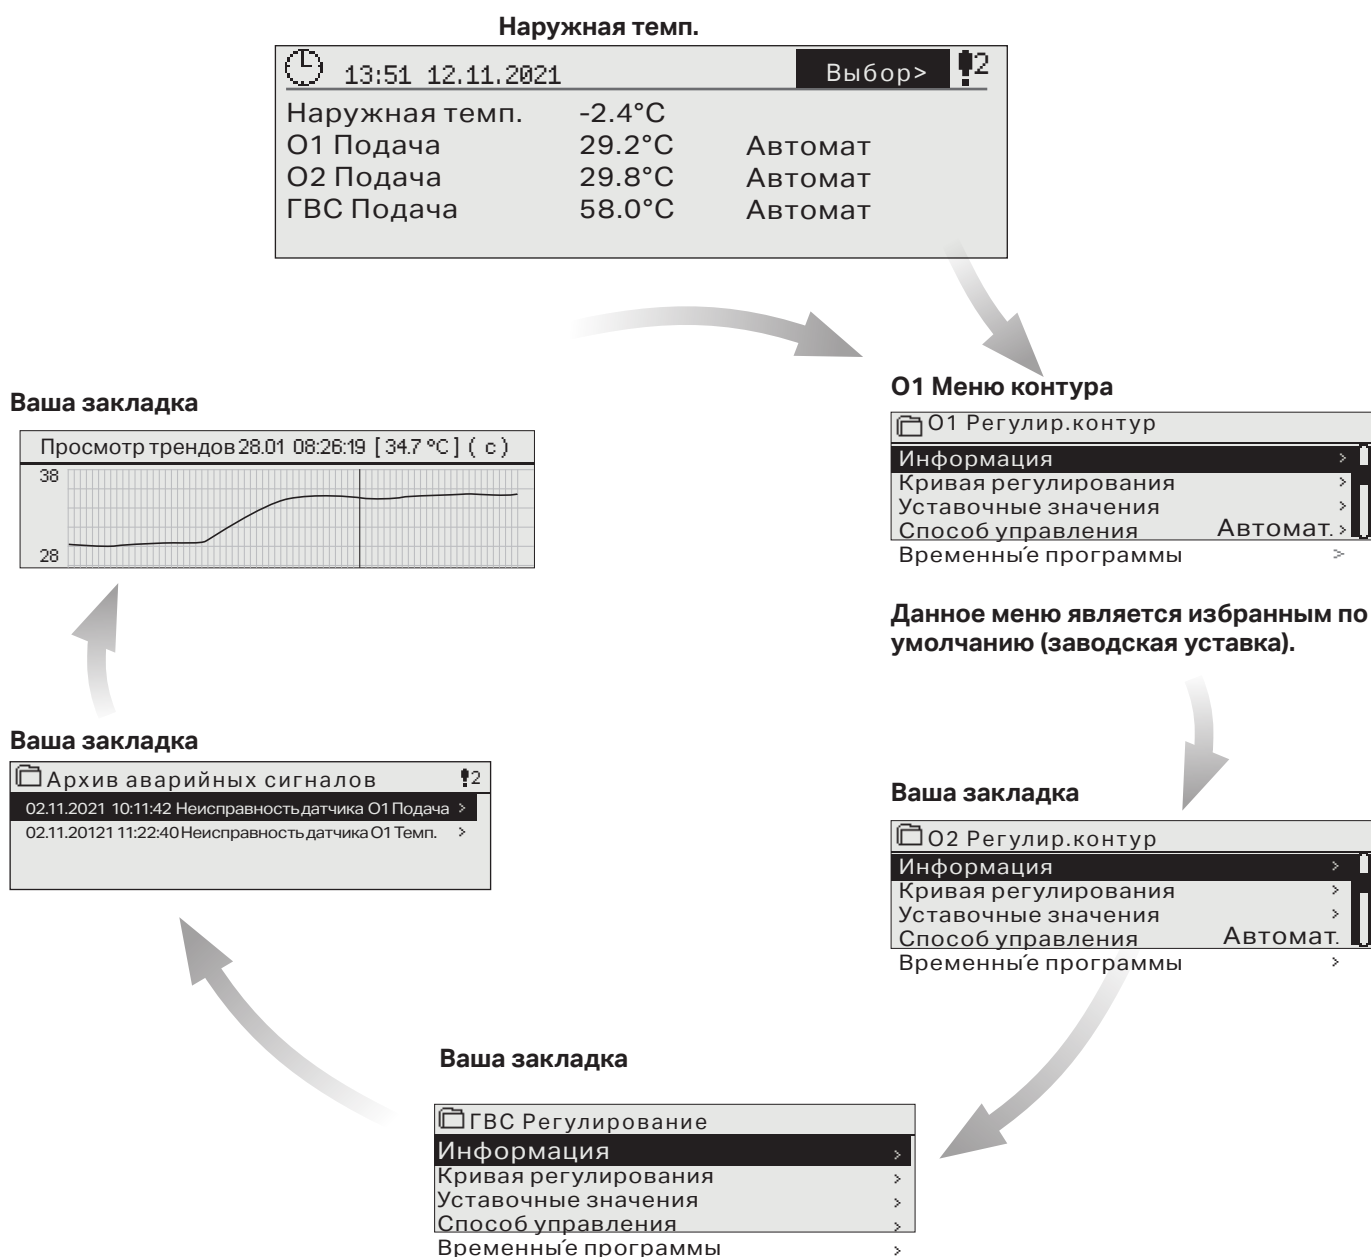 Наружная темп.
13:51 12.11.2021 Выбор> 2
Наружная темп. -2.4°C
О1 Подача 29.2°C Автомат
О2 Подача 29.8°C Автомат
ГВС Подача 58.0°C Автомат
О1 Меню контура
О1 Регулир.контур
Информация >
Кривая регулирования >
Уставочные значения >
Способ управления Автомат. >
Временны́е программы >
Данное меню является избранным по
умолчанию (заводская уставка).
Ваша закладка
О2 Регулир.контур
Информация >
Кривая регулирования >
Уставочные значения >
Способ управления Автомат.
Временны́е программы >
Ваша закладка
ГВС Регулирование
Информация >
Кривая регулирования >
Уставочные значения >
Способ управления >
Временны́е программы >
Ваша закладка
Архив аварийных сигналов 2
02.11.2021 10:11:42 Неисправность датчика О1 Подача >
02.11.20121 11:22:40 Неисправность датчика О1 Темп. >
Ваша закладка
Просмотр трендов 28.01 08:26:19 [ 34.7 °C ] ( c )
38
28